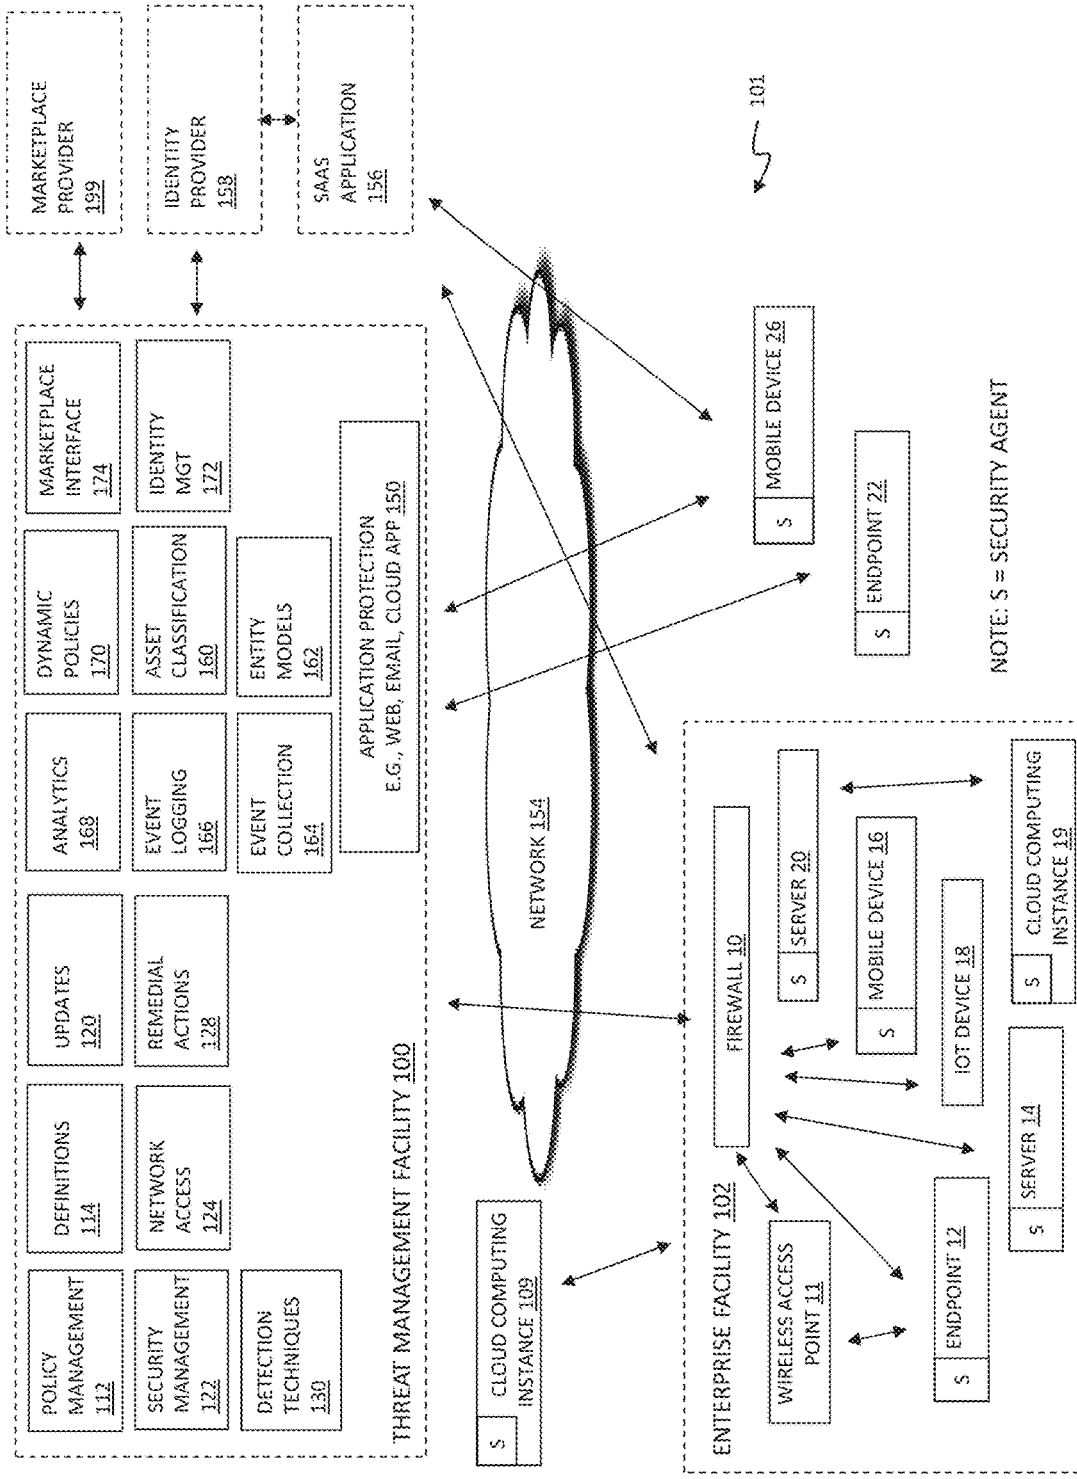 POLICY
MANAGEMENT
112
DEFINITIONS
114
UPDATES
120
ANALYTICS
168
DYNAMIC
POLICIES
170
MARKETPLACE
INTERFACE
174
MARKETPLACE
PROVIDER
199
SECURITY
MANAGEMENT
122
NETWORK
ACCESS
124
REMEDIAL
ACTIONS
128
EVENT
LOGGING
166
ASSET
CLASSIFICATION
160
IDENTITY
MGT
172
IDENTITY
PROVIDER
158
DETECTION
TECHNIQUES
130
EVENT
COLLECTION
164
ENTITY
MODELS
162
SAAS
APPLICATION
156
APPLICATION PROTECTION
E.G., WEB, EMAIL, CLOUD APP 150
THREAT MANAGEMENT FACILITY 100
S
CLOUD COMPUTING
INSTANCE 109
NETWORK 154
101
ENTERPRISE FACILITY 102
FIREWALL 10
WIRELESS ACCESS
POINT 11
S
SERVER 20
S
MOBILE DEVICE 26
S
MOBILE DEVICE 16
S
ENDPOINT 22
S
ENDPOINT 12
IOT DEVICE 18
S
SERVER 14
S
CLOUD COMPUTING
INSTANCE 19
NOTE: S = SECURITY AGENT